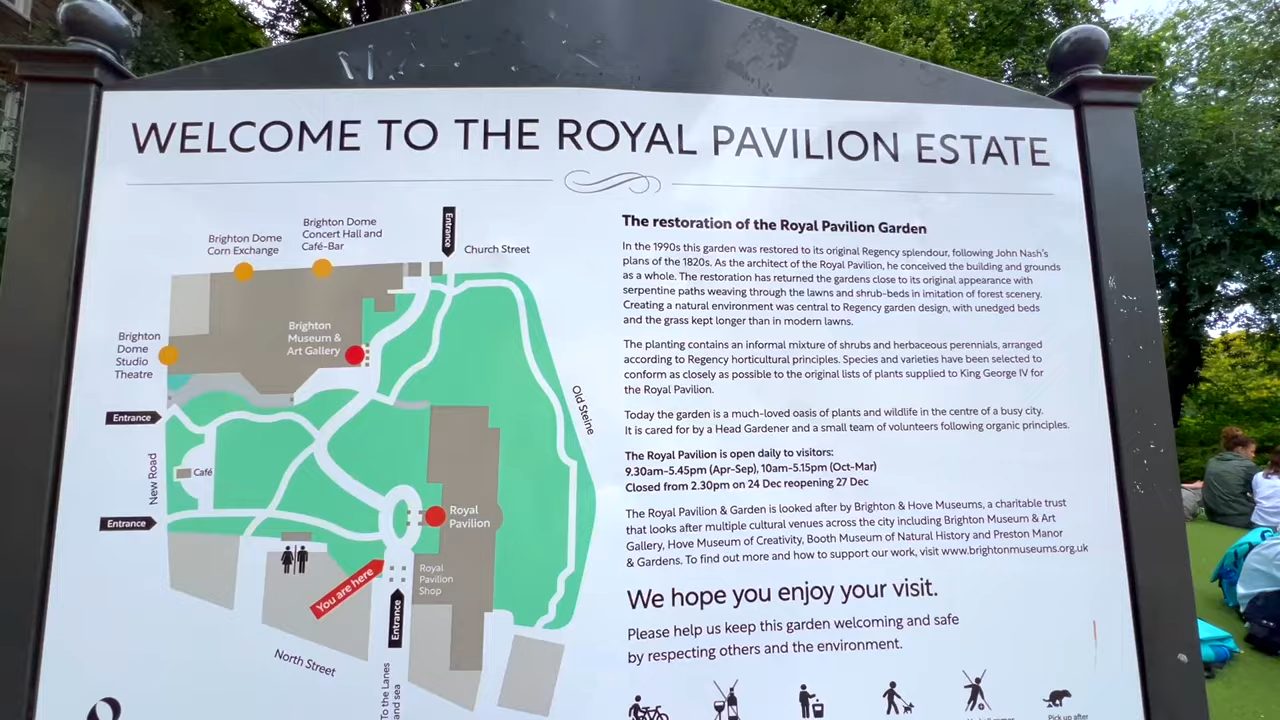 WELCOME TO THE ROYAL PAVILION ESTATE
Brighton Dome
Corn Exchange
Brighton Dome
Concert Hall and
Café-Bar
Entrance
Church Street
Brighton
Museum &
Art Gallery
Brighton
Dome
Studio
Theatre
Entrance
Old Steine
New Road
Café
Entrance
Royal
Pavilion
You are here
Royal
Pavilion
Shop
Entrance
North Street
To the Lanes
and sea
The restoration of the Royal Pavilion Garden
In the 1990s this garden was restored to its original Regency splendour, following John Nash's
plans of the 1820s. As the architect of the Royal Pavilion, he conceived the building and grounds
as a whole. The restoration has returned the gardens close to its original appearance with
serpentine paths weaving through the lawns and shrub-beds in imitation of forest scenery.
Creating a natural environment was central to Regency garden design, with unedged beds
and the grass kept longer than in modern lawns.
The planting contains an informal mixture of shrubs and herbaceous perennials, arranged
according to Regency horticultural principles. Species and varieties have been selected to
conform as closely as possible to the original lists of plants supplied to King George IV for
the Royal Pavilion.
Today the garden is a much-loved oasis of plants and wildlife in the centre of a busy city.
It is cared for by a Head Gardener and a small team of volunteers following organic principles.
The Royal Pavilion is open daily to visitors:
9.30am-5.45pm (Apr-Sep), 10am-5.15pm (Oct-Mar)
Closed from 2.30pm on 24 Dec reopening 27 Dec
The Royal Pavilion & Garden is looked after by Brighton & Hove Museums, a charitable trust
that looks after multiple cultural venues across the city including Brighton Museum & Art
Gallery, Hove Museum of Creativity, Booth Museum of Natural History and Preston Manor
& Gardens. To find out more and how to support our work, visit www.brightonmuseums.org.uk
We hope you enjoy your visit.
Please help us keep this garden welcoming and safe
by respecting others and the environment.
Pick up after